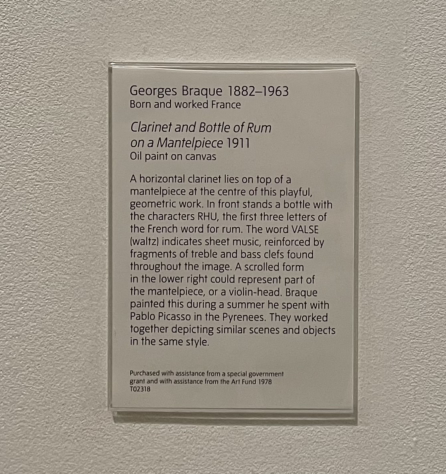 Georges Braque 1882–1963
Born and worked France
Clarinet and Bottle of Rum
on a Mantelpiece 1911
Oil paint on canvas
A horizontal clarinet lies on top of a
mantelpiece at the centre of this playful,
geometric work. In front stands a bottle with
the characters RHU, the first three letters of
the French word for rum. The word VALSE
(waltz) indicates sheet music, reinforced by
fragments of treble and bass clefs found
throughout the image. A scrolled form
in the lower right could represent part of
the mantelpiece, or a violin-head. Braque
painted this during a summer he spent with
Pablo Picasso in the Pyrenees. They worked
together depicting similar scenes and objects
in the same style.
Purchased with assistance from a special government
grant and with assistance from the Art Fund 1978
T02318